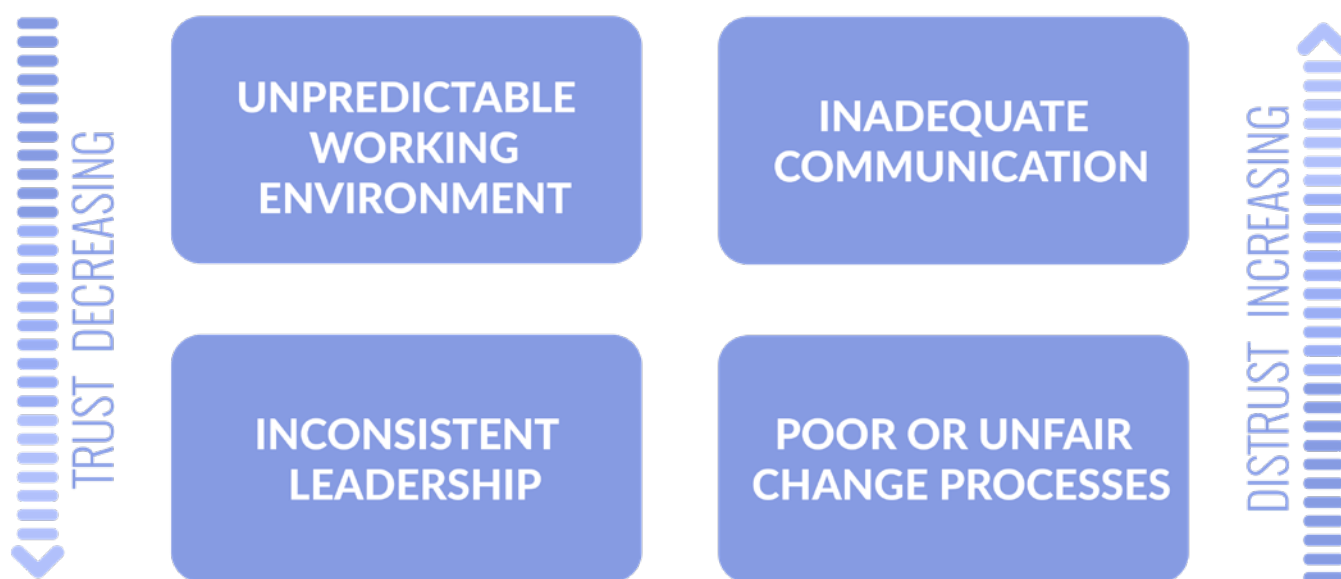 TRUST DECREASING
UNPREDICTABLE
WORKING
ENVIRONMENT
INADEQUATE
COMMUNICATION
INCONSISTENT
LEADERSHIP
POOR OR UNFAIR
CHANGE PROCESSES
DISTRUST INCREASING